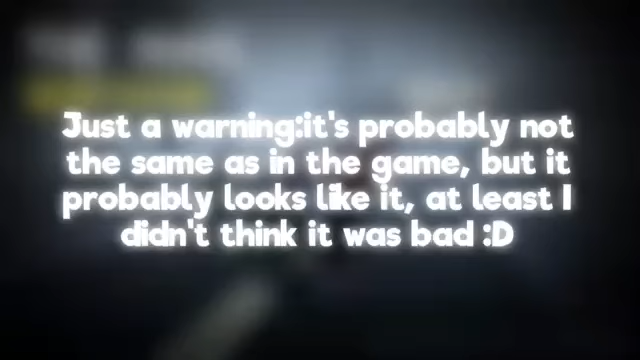 Just a warning:it's probably not
the same as in the game, but it
probably looks like it, at least I
didn't think it was bad :D